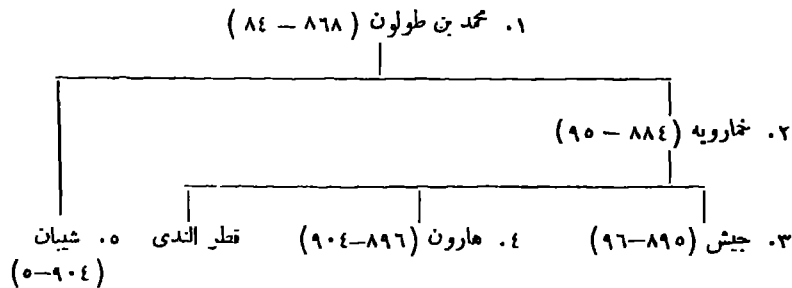 ١. محمد بن طولون (٨٦٨ – ٨٤)
٢. خمارويه (٨٨٤ – ٩٥)
٣. جيش (٨٩٥–٩٦) ٤. هارون (٨٩٦–٩٠٤) قطر الندى ٥. شيبان
(٩٠٤–٥)